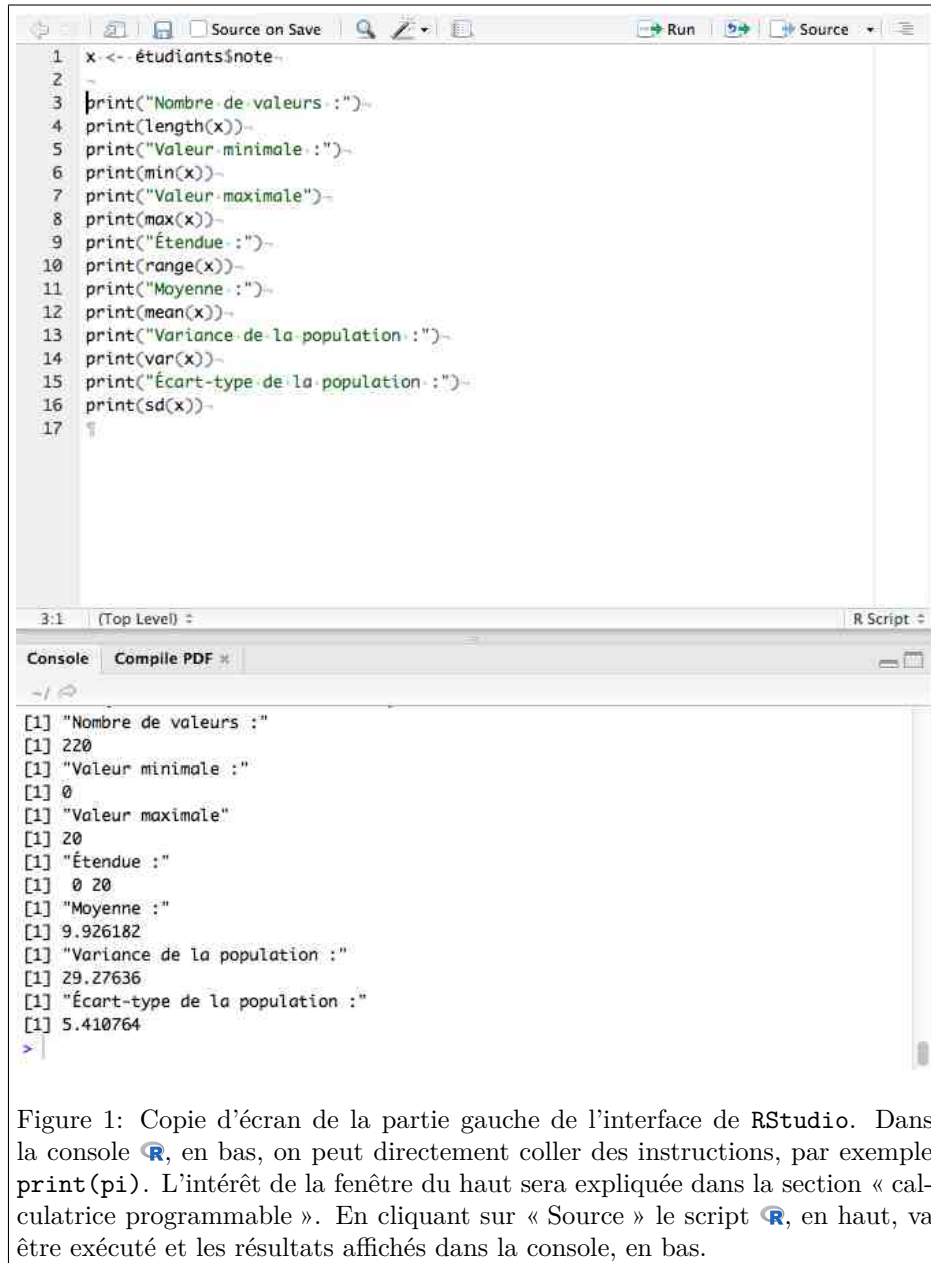 Source on Save
Run
Source
1 x <- étudiants$note
2
3 print("Nombre de valeurs :")
4 print(length(x))
5 print("Valeur minimale :")
6 print(min(x))
7 print("Valeur maximale")
8 print(max(x))
9 print("Étendue :")
10 print(range(x))
11 print("Moyenne :")
12 print(mean(x))
13 print("Variance de la population :")
14 print(var(x))
15 print("Écart-type de la population :")
16 print(sd(x))
17 ¶
3:1 (Top Level) R Script
Console Compile PDF
~/
[1] "Nombre de valeurs :"
[1] 220
[1] "Valeur minimale :"
[1] 0
[1] "Valeur maximale"
[1] 20
[1] "Étendue :"
[1]  0 20
[1] "Moyenne :"
[1] 9.926182
[1] "Variance de la population :"
[1] 29.27636
[1] "Écart-type de la population :"
[1] 5.410764
>
Figure 1: Copie d'écran de la partie gauche de l'interface de RStudio. Dans
la console R, en bas, on peut directement coller des instructions, par exemple
print(pi). L'intérêt de la fenêtre du haut sera expliquée dans la section « cal-
culatrice programmable ». En cliquant sur « Source » le script R, en haut, va
être exécuté et les résultats affichés dans la console, en bas.